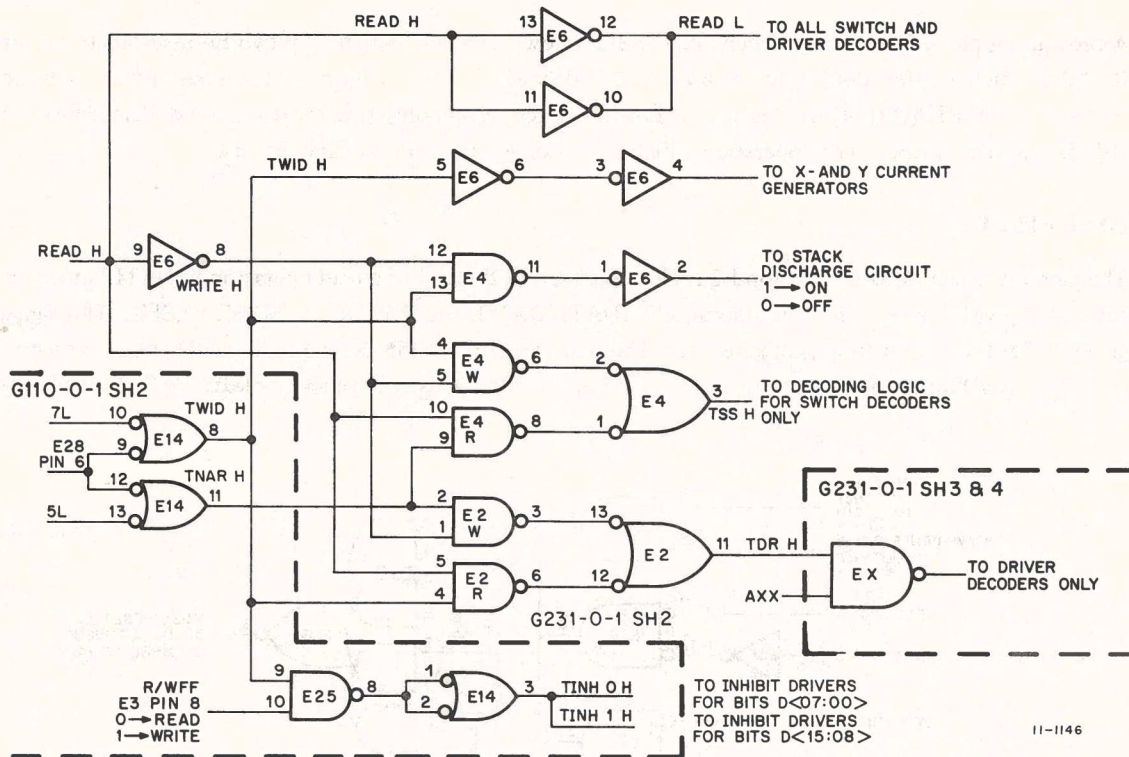 READ H
13
E6
12
READ L
TO ALL SWITCH AND
DRIVER DECODERS
11
E6
10
TWID H
5
E6
6
3
E6
4
TO X- AND Y CURRENT
GENERATORS
READ H
9
E6
8
WRITE H
12
13
E4
11
1
E6
2
TO STACK
DISCHARGE CIRCUIT
1→ON
0→OFF
4
5
E4
W
6
2
10
9
E4
R
8
1
E4
3
TSS H
TO DECODING LOGIC
FOR SWITCH DECODERS
ONLY
G110-0-1 SH2
7L
10
TWID H
E28
PIN 6
9
E14
8
12
TNAR H
5L
13
E14
11
2
1
E2
W
3
13
5
4
E2
R
6
12
E2
11
TDR H
G231-0-1 SH2
G231-0-1 SH3 & 4
AXX
EX
TO DRIVER
DECODERS ONLY
R/WFF
E3 PIN 8
0→READ
1→WRITE
9
10
E25
8
1
2
E14
3
TINH 0 H
TINH 1 H
TO INHIBIT DRIVERS
FOR BITS D<07:00>
TO INHIBIT DRIVERS
FOR BITS D<15:08>
11-1146